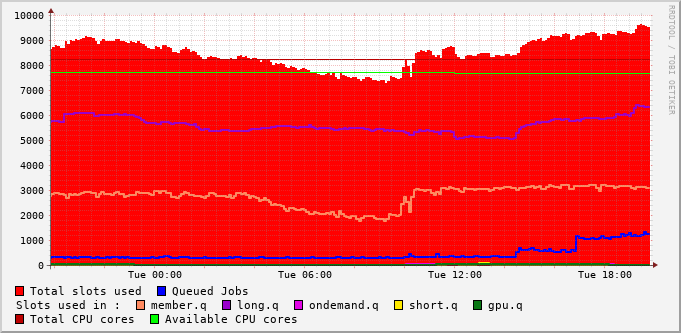 10000
9000
8000
7000
6000
5000
4000
3000
2000
1000
0
Tue 00:00 Tue 06:00 Tue 12:00 Tue 18:00
RRDTOOL / TOBI OETIKER
Total slots used Queued Jobs
Slots used in : member.q long.q ondemand.q short.q gpu.q
Total CPU cores Available CPU cores